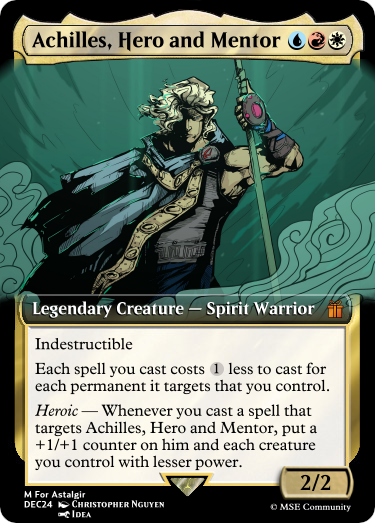 Achilles, Hero and Mentor
Legendary Creature — Spirit Warrior
Indestructible
Each spell you cast costs 1 less to cast for
each permanent it targets that you control.
Heroic — Whenever you cast a spell that
targets Achilles, Hero and Mentor, put a
+1/+1 counter on him and each creature
you control with lesser power.
2/2
M For Astalgir
DEC24 Christopher Nguyen
Idea
© MSE Community